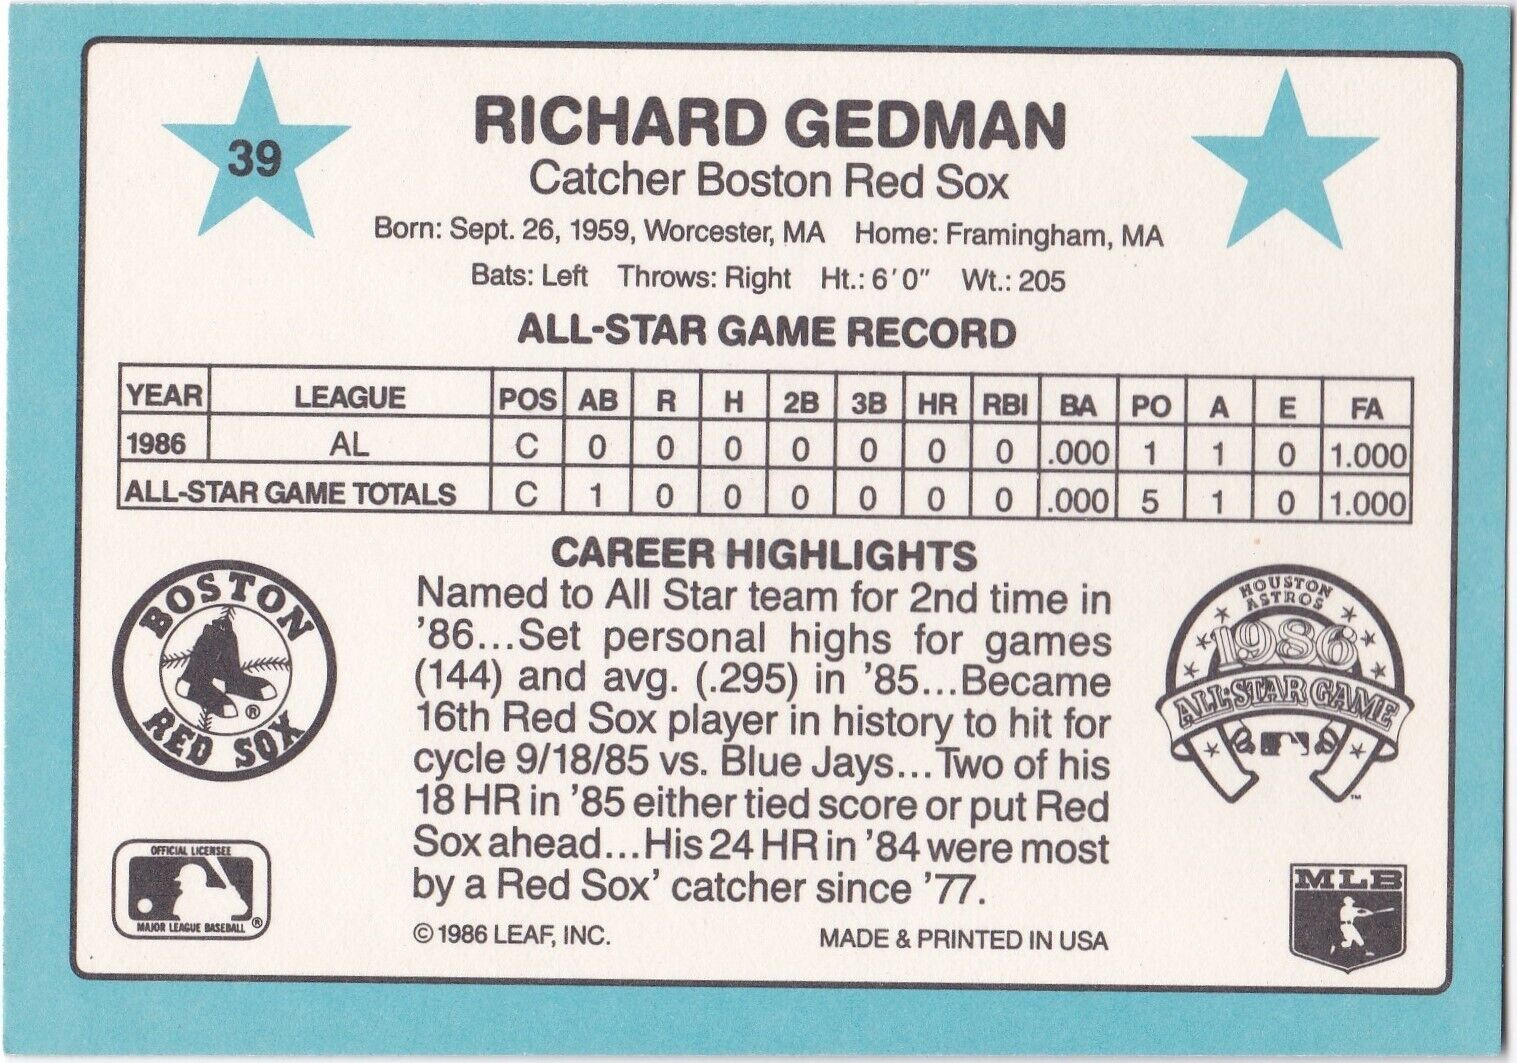 39
RICHARD GEDMAN
Catcher Boston Red Sox
Born: Sept. 26, 1959, Worcester, MA Home: Framingham, MA
Bats: Left Throws: Right Ht.: 6'0" Wt.: 205
ALL-STAR GAME RECORD
YEAR LEAGUE POS AB R H 2B 3B HR RBI BA PO A E FA
1986 AL C 0 0 0 0 0 0 0 .000 1 1 0 1.000
ALL-STAR GAME TOTALS C 1 0 0 0 0 0 0 .000 5 1 0 1.000
CAREER HIGHLIGHTS
Named to All Star team for 2nd time in
'86...Set personal highs for games
(144) and avg. (.295) in '85...Became
16th Red Sox player in history to hit for
cycle 9/18/85 vs. Blue Jays...Two of his
18 HR in '85 either tied score or put Red
Sox ahead...His 24 HR in '84 were most
by a Red Sox' catcher since '77.
© 1986 LEAF, INC. MADE & PRINTED IN USA
BOSTON
RED SOX
®
OFFICIAL LICENSEE
MAJOR LEAGUE BASEBALL ®
HOUSTON
ASTROS
1986
ALL-STAR GAME
™
MLB